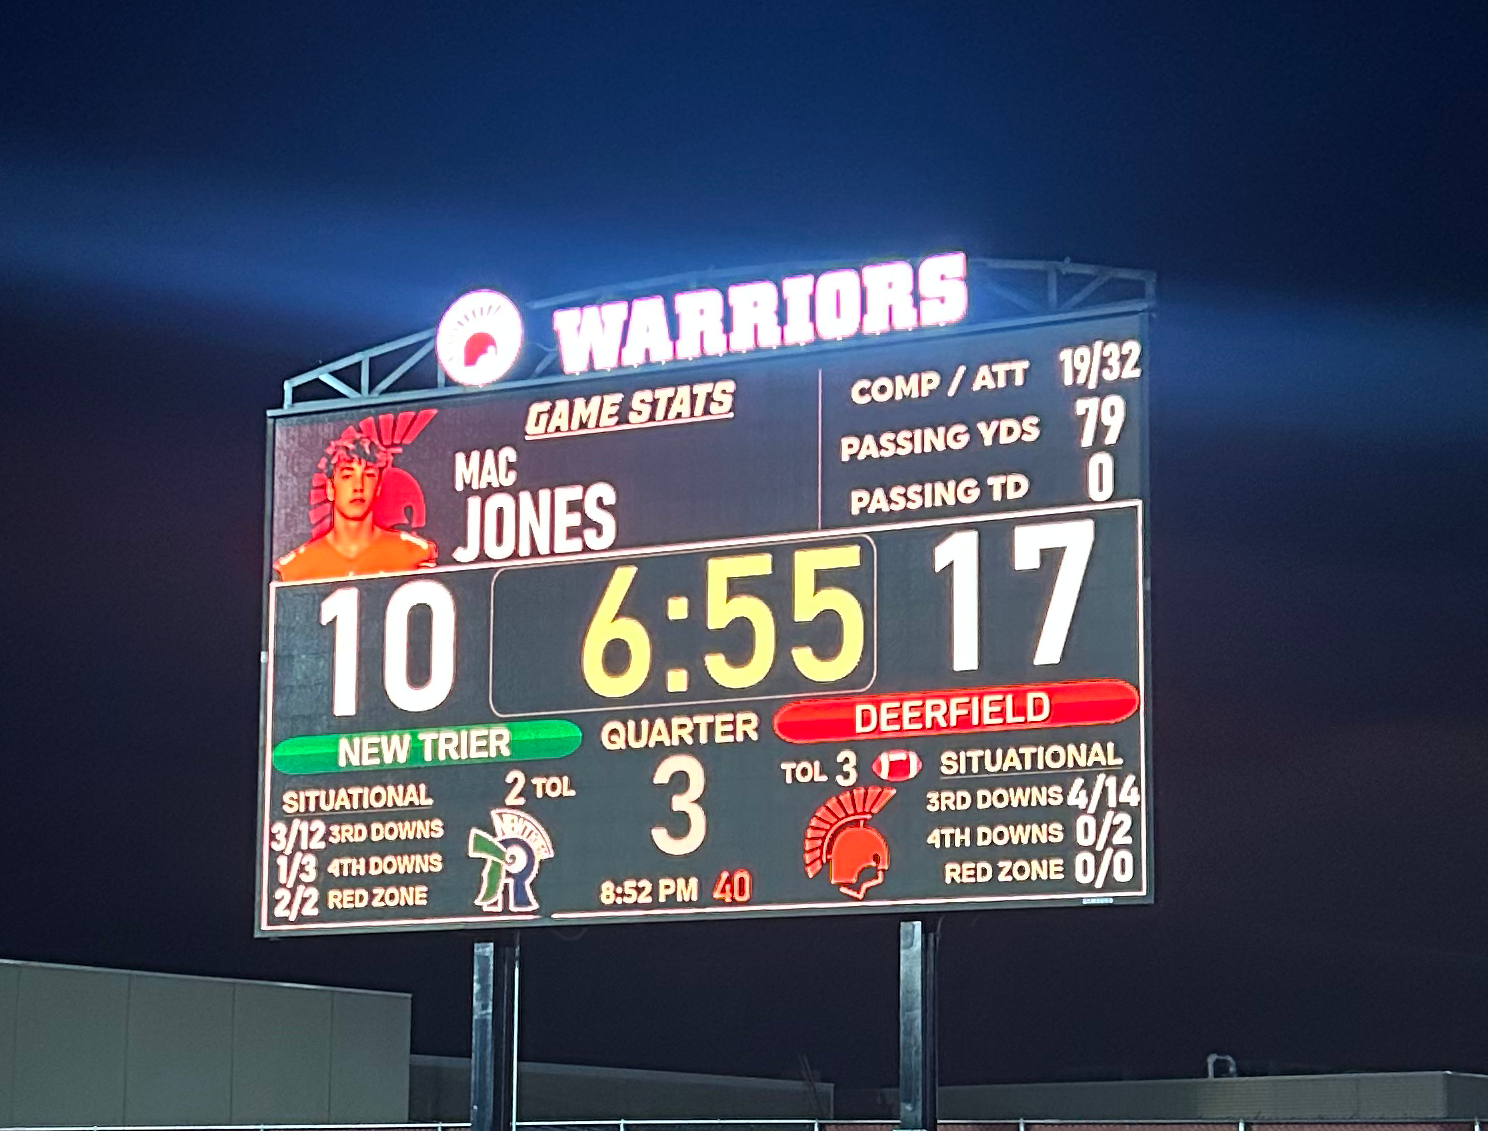 WARRIORS
GAME STATS
MAC
JONES
COMP / ATT 19/32
PASSING YDS 79
PASSING TD 0
10
6:55
17
NEW TRIER
QUARTER
DEERFIELD
SITUATIONAL
2 TOL
3/12 3RD DOWNS
1/3 4TH DOWNS
2/2 RED ZONE
NEW TRIER
3
8:52 PM 40
TOL 3
SITUATIONAL
3RD DOWNS 4/14
4TH DOWNS 0/2
RED ZONE 0/0
SAMSUNG